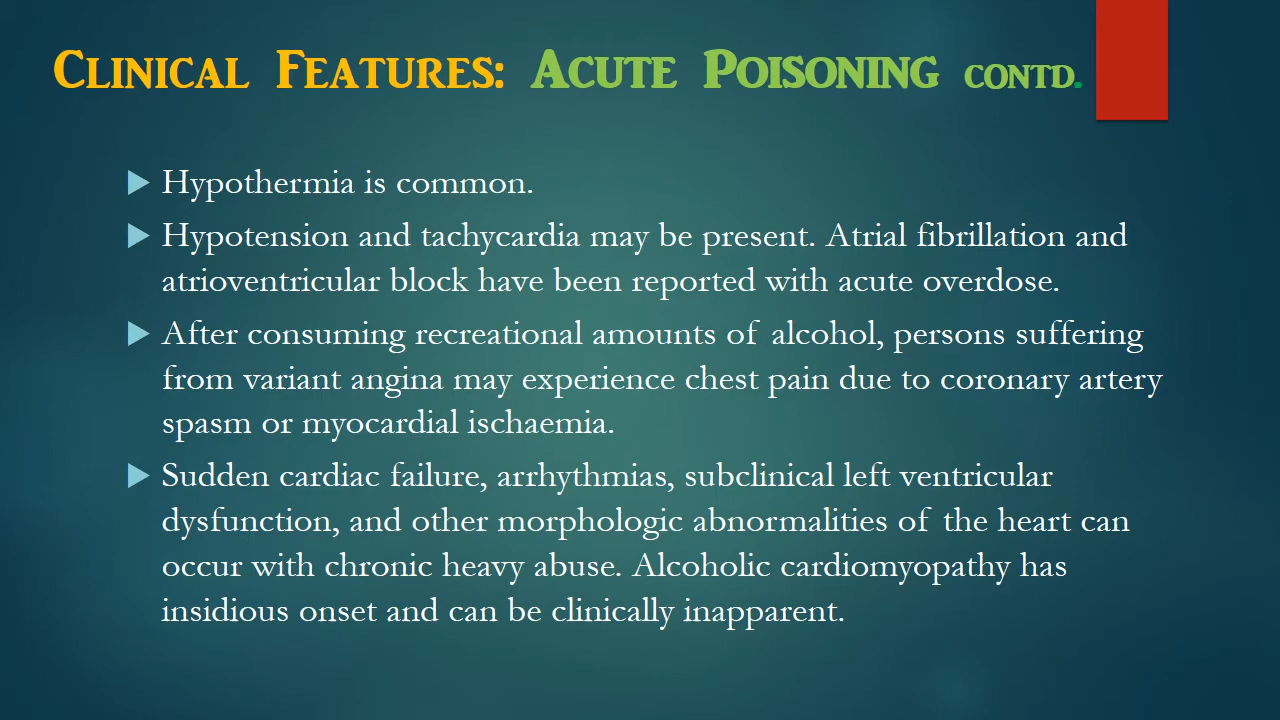 Clinical Features: Acute Poisoning contd.
Hypothermia is common.
Hypotension and tachycardia may be present. Atrial fibrillation and
atrioventricular block have been reported with acute overdose.
After consuming recreational amounts of alcohol, persons suffering
from variant angina may experience chest pain due to coronary artery
spasm or myocardial ischaemia.
Sudden cardiac failure, arrhythmias, subclinical left ventricular
dysfunction, and other morphologic abnormalities of the heart can
occur with chronic heavy abuse. Alcoholic cardiomyopathy has
insidious onset and can be clinically inapparent.